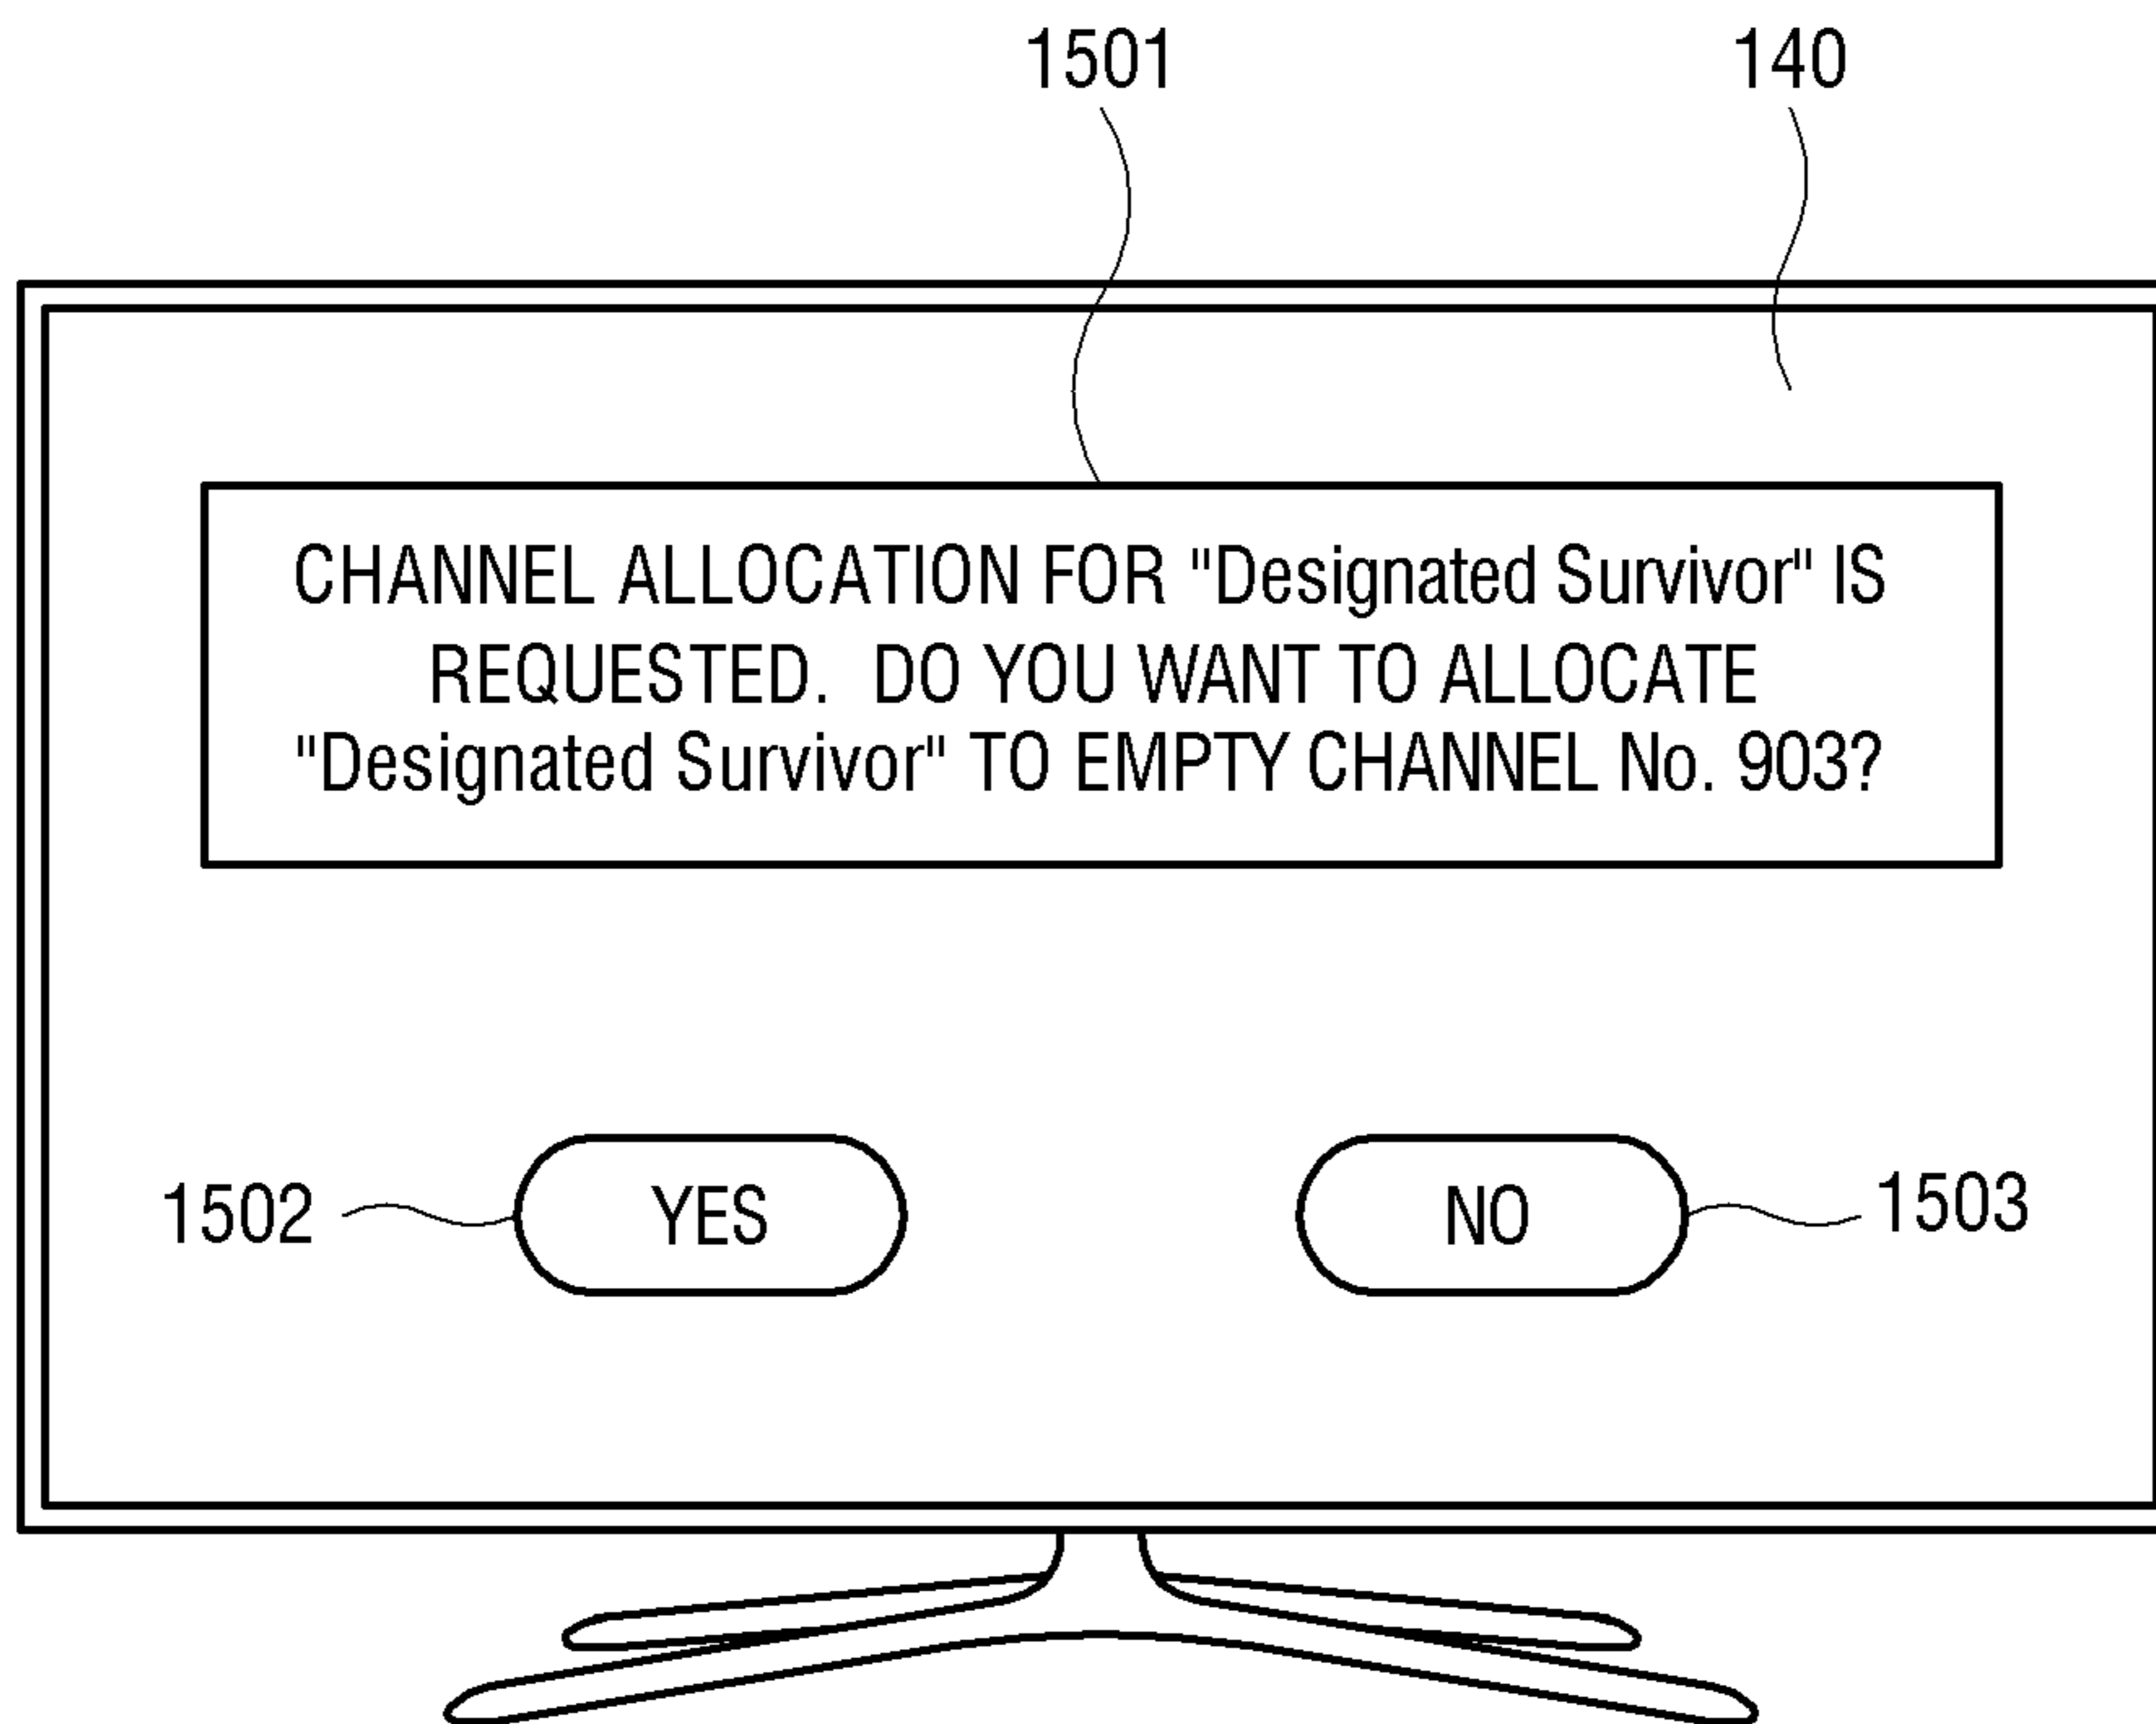 1501
140
CHANNEL ALLOCATION FOR "Designated Survivor" IS
REQUESTED.  DO YOU WANT TO ALLOCATE
"Designated Survivor" TO EMPTY CHANNEL No. 903?
1502
YES
NO
1503